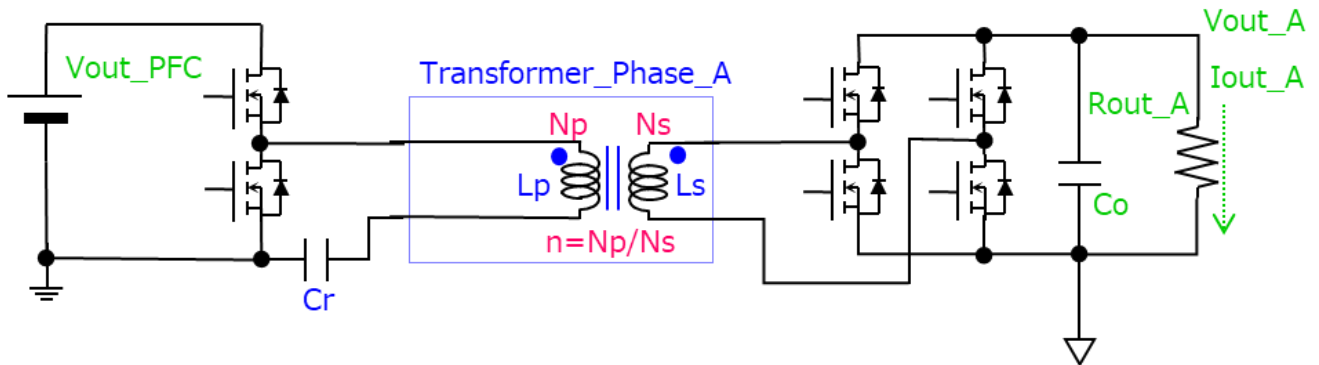 Vout_PFC
Transformer_Phase_A
Np
Ns
Lp
Ls
n=Np/Ns
Cr
Vout_A
Iout_A
Rout_A
Co